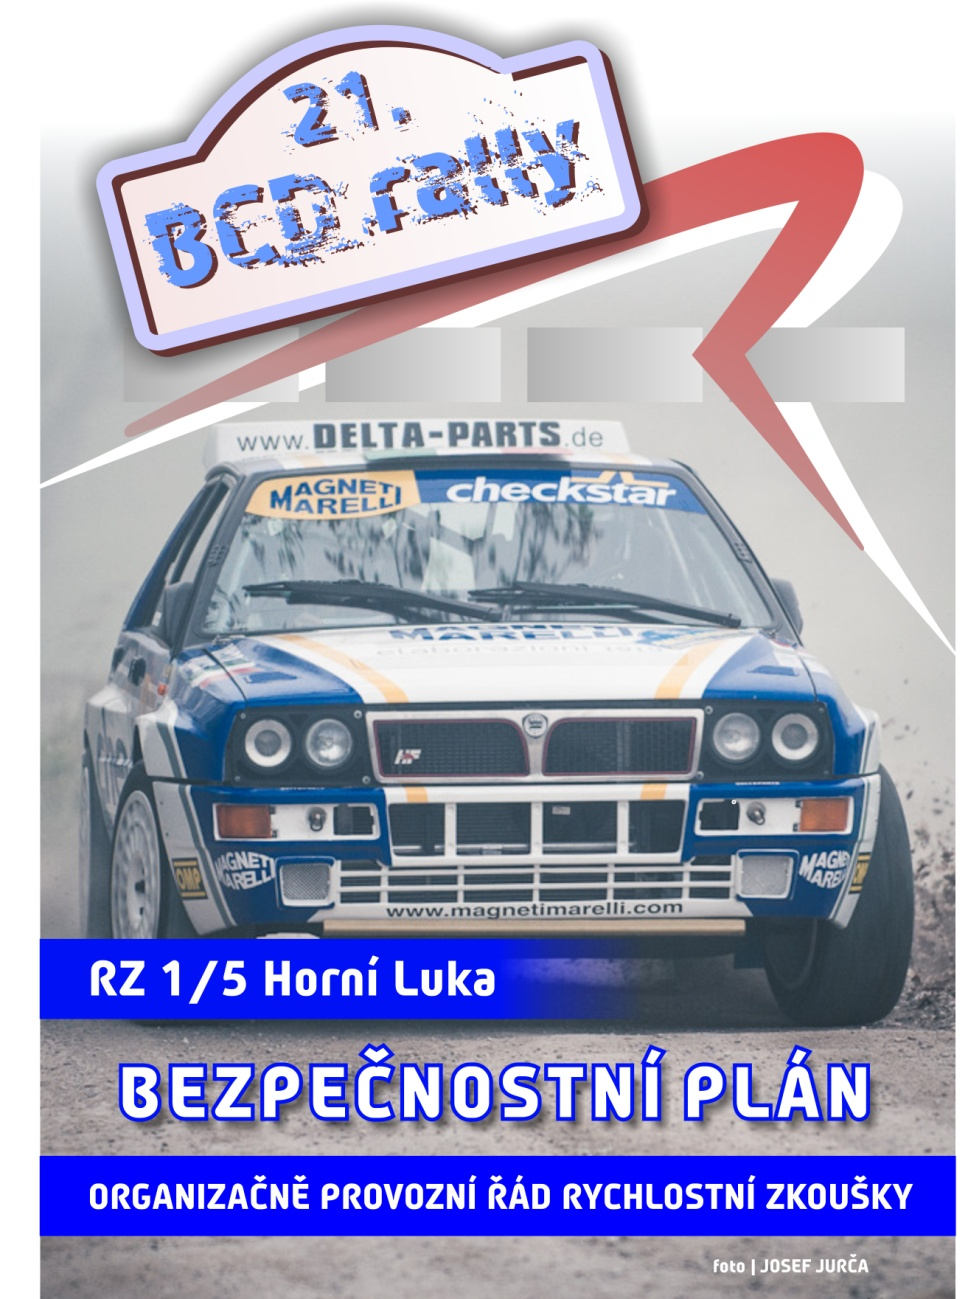 21.
BCD rally
www.DELTA-PARTS.de
MAGNETI
MARELLI
checkstar
MARELLI
MAGNETI
MARELLI
MAGNETI
MARELLI
OMP
www.magnetimarelli.com
RZ 1/5 Horní Luka
BEZPEČNOSTNÍ PLÁN
ORGANIZAČNĚ PROVOZNÍ ŘÁD RYCHLOSTNÍ ZKOUŠKY
foto | JOSEF JURČA